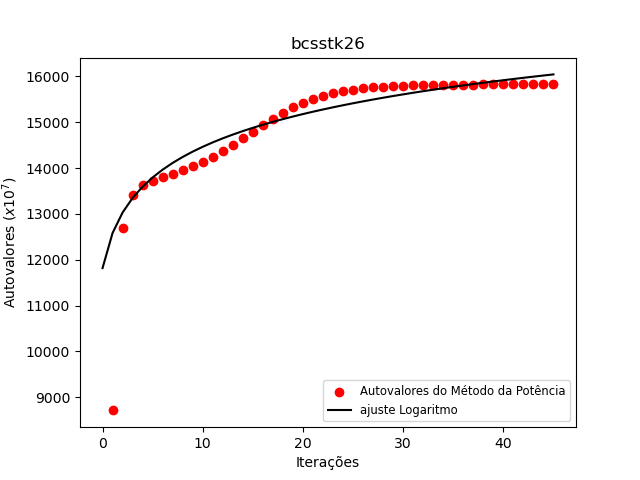 bcsstk26
Autovalores (x10⁷)
16000
15000
14000
13000
12000
11000
10000
9000
0 10 20 30 40
Iterações
Autovalores do Método da Potência
ajuste Logaritmo